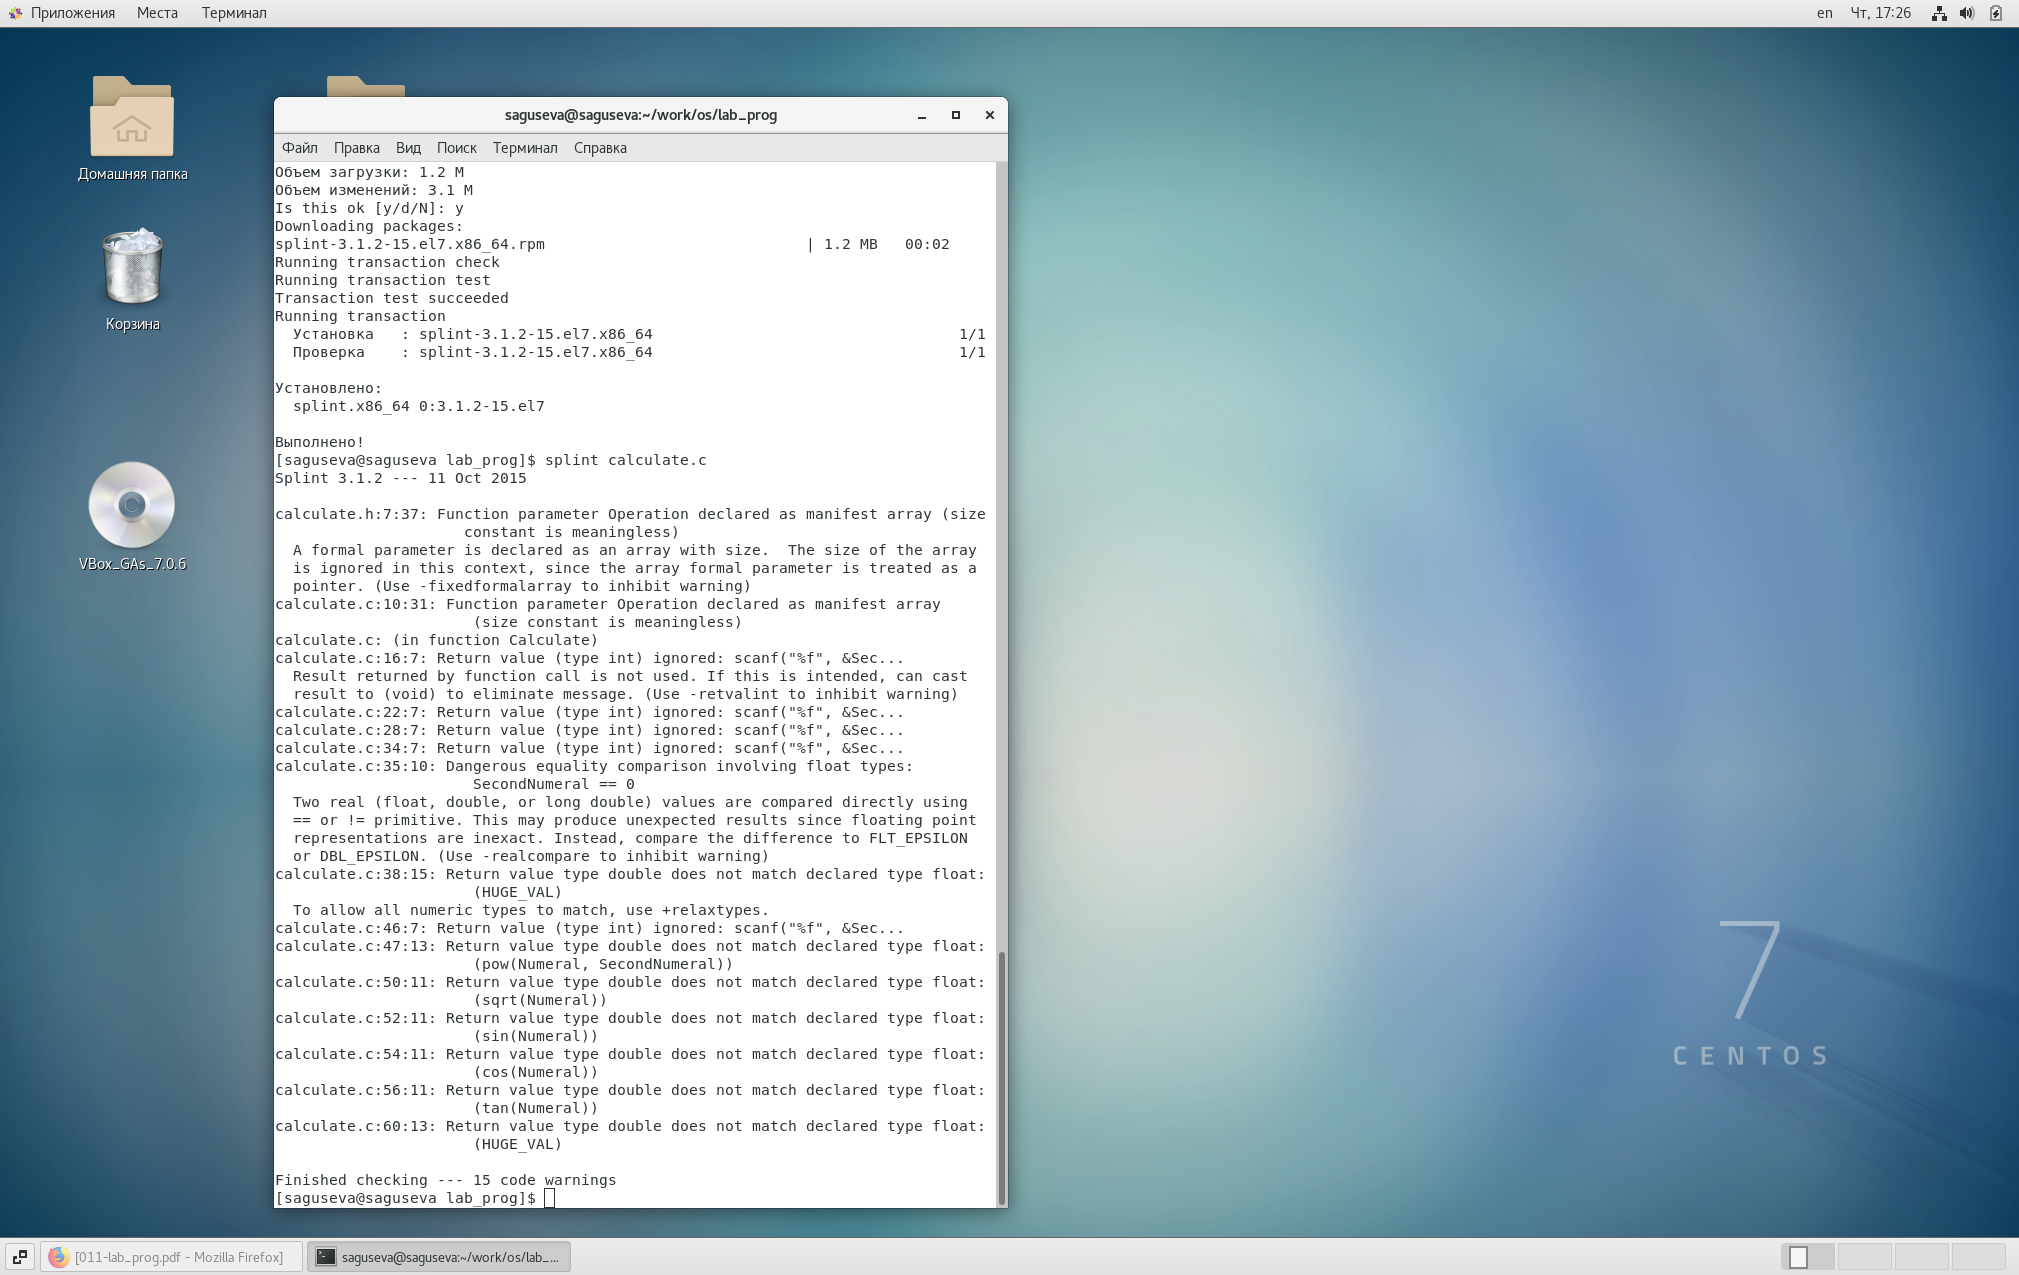 Приложения Места Терминал
en Чт, 17:26
Домашняя папка
Корзина
VBox_GAs_7.0.6
saguseva@saguseva:~/work/os/lab_prog
Файл Правка Вид Поиск Терминал Справка
Объем загрузки: 1.2 M
Объем изменений: 3.1 M
Is this ok [y/d/N]: y
Downloading packages:
splint-3.1.2-15.el7.x86_64.rpm | 1.2 MB 00:02
Running transaction check
Running transaction test
Transaction test succeeded
Running transaction
Установка : splint-3.1.2-15.el7.x86_64 1/1
Проверка : splint-3.1.2-15.el7.x86_64 1/1
Установлено:
splint.x86_64 0:3.1.2-15.el7
Выполнено!
[saguseva@saguseva lab_prog]$ splint calculate.c
Splint 3.1.2 --- 11 Oct 2015
calculate.h:7:37: Function parameter Operation declared as manifest array (size
constant is meaningless)
A formal parameter is declared as an array with size. The size of the array
is ignored in this context, since the array formal parameter is treated as a
pointer. (Use -fixedformalarray to inhibit warning)
calculate.c:10:31: Function parameter Operation declared as manifest array
(size constant is meaningless)
calculate.c: (in function Calculate)
calculate.c:16:7: Return value (type int) ignored: scanf("%f", &Sec...
Result returned by function call is not used. If this is intended, can cast
result to (void) to eliminate message. (Use -retvalint to inhibit warning)
calculate.c:22:7: Return value (type int) ignored: scanf("%f", &Sec...
calculate.c:28:7: Return value (type int) ignored: scanf("%f", &Sec...
calculate.c:34:7: Return value (type int) ignored: scanf("%f", &Sec...
calculate.c:35:10: Dangerous equality comparison involving float types:
SecondNumeral == 0
Two real (float, double, or long double) values are compared directly using
== or != primitive. This may produce unexpected results since floating point
representations are inexact. Instead, compare the difference to FLT_EPSILON
or DBL_EPSILON. (Use -realcompare to inhibit warning)
calculate.c:38:15: Return value type double does not match declared type float:
(HUGE_VAL)
To allow all numeric types to match, use +relaxtypes.
calculate.c:46:7: Return value (type int) ignored: scanf("%f", &Sec...
calculate.c:47:13: Return value type double does not match declared type float:
(pow(Numeral, SecondNumeral))
calculate.c:50:11: Return value type double does not match declared type float:
(sqrt(Numeral))
calculate.c:52:11: Return value type double does not match declared type float:
(sin(Numeral))
calculate.c:54:11: Return value type double does not match declared type float:
(cos(Numeral))
calculate.c:56:11: Return value type double does not match declared type float:
(tan(Numeral))
calculate.c:60:13: Return value type double does not match declared type float:
(HUGE_VAL)
Finished checking --- 15 code warnings
[saguseva@saguseva lab_prog]$
7
CENTOS
[011-lab_prog.pdf - Mozilla Firefox]
saguseva@saguseva:~/work/os/lab_...